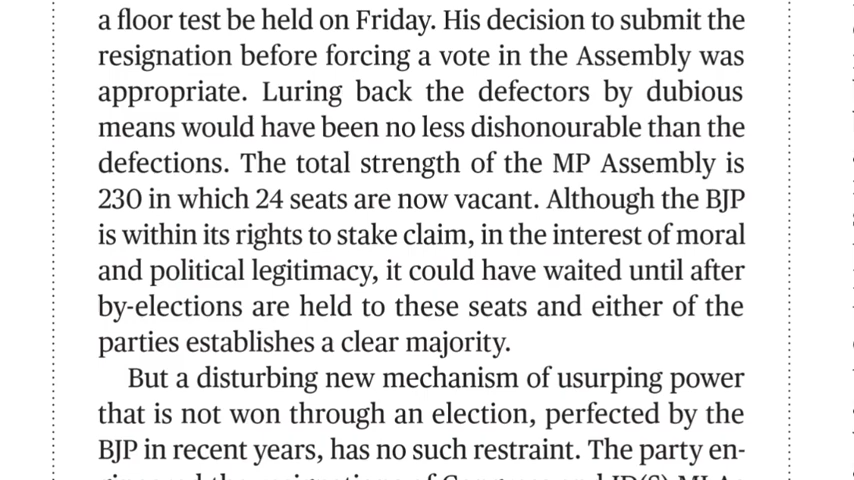 a floor test be held on Friday. His decision to submit the
resignation before forcing a vote in the Assembly was
appropriate. Luring back the defectors by dubious
means would have been no less dishonourable than the
defections. The total strength of the MP Assembly is
230 in which 24 seats are now vacant. Although the BJP
is within its rights to stake claim, in the interest of moral
and political legitimacy, it could have waited until after
by-elections are held to these seats and either of the
parties establishes a clear majority.
But a disturbing new mechanism of usurping power
that is not won through an election, perfected by the
BJP in recent years, has no such restraint. The party en-